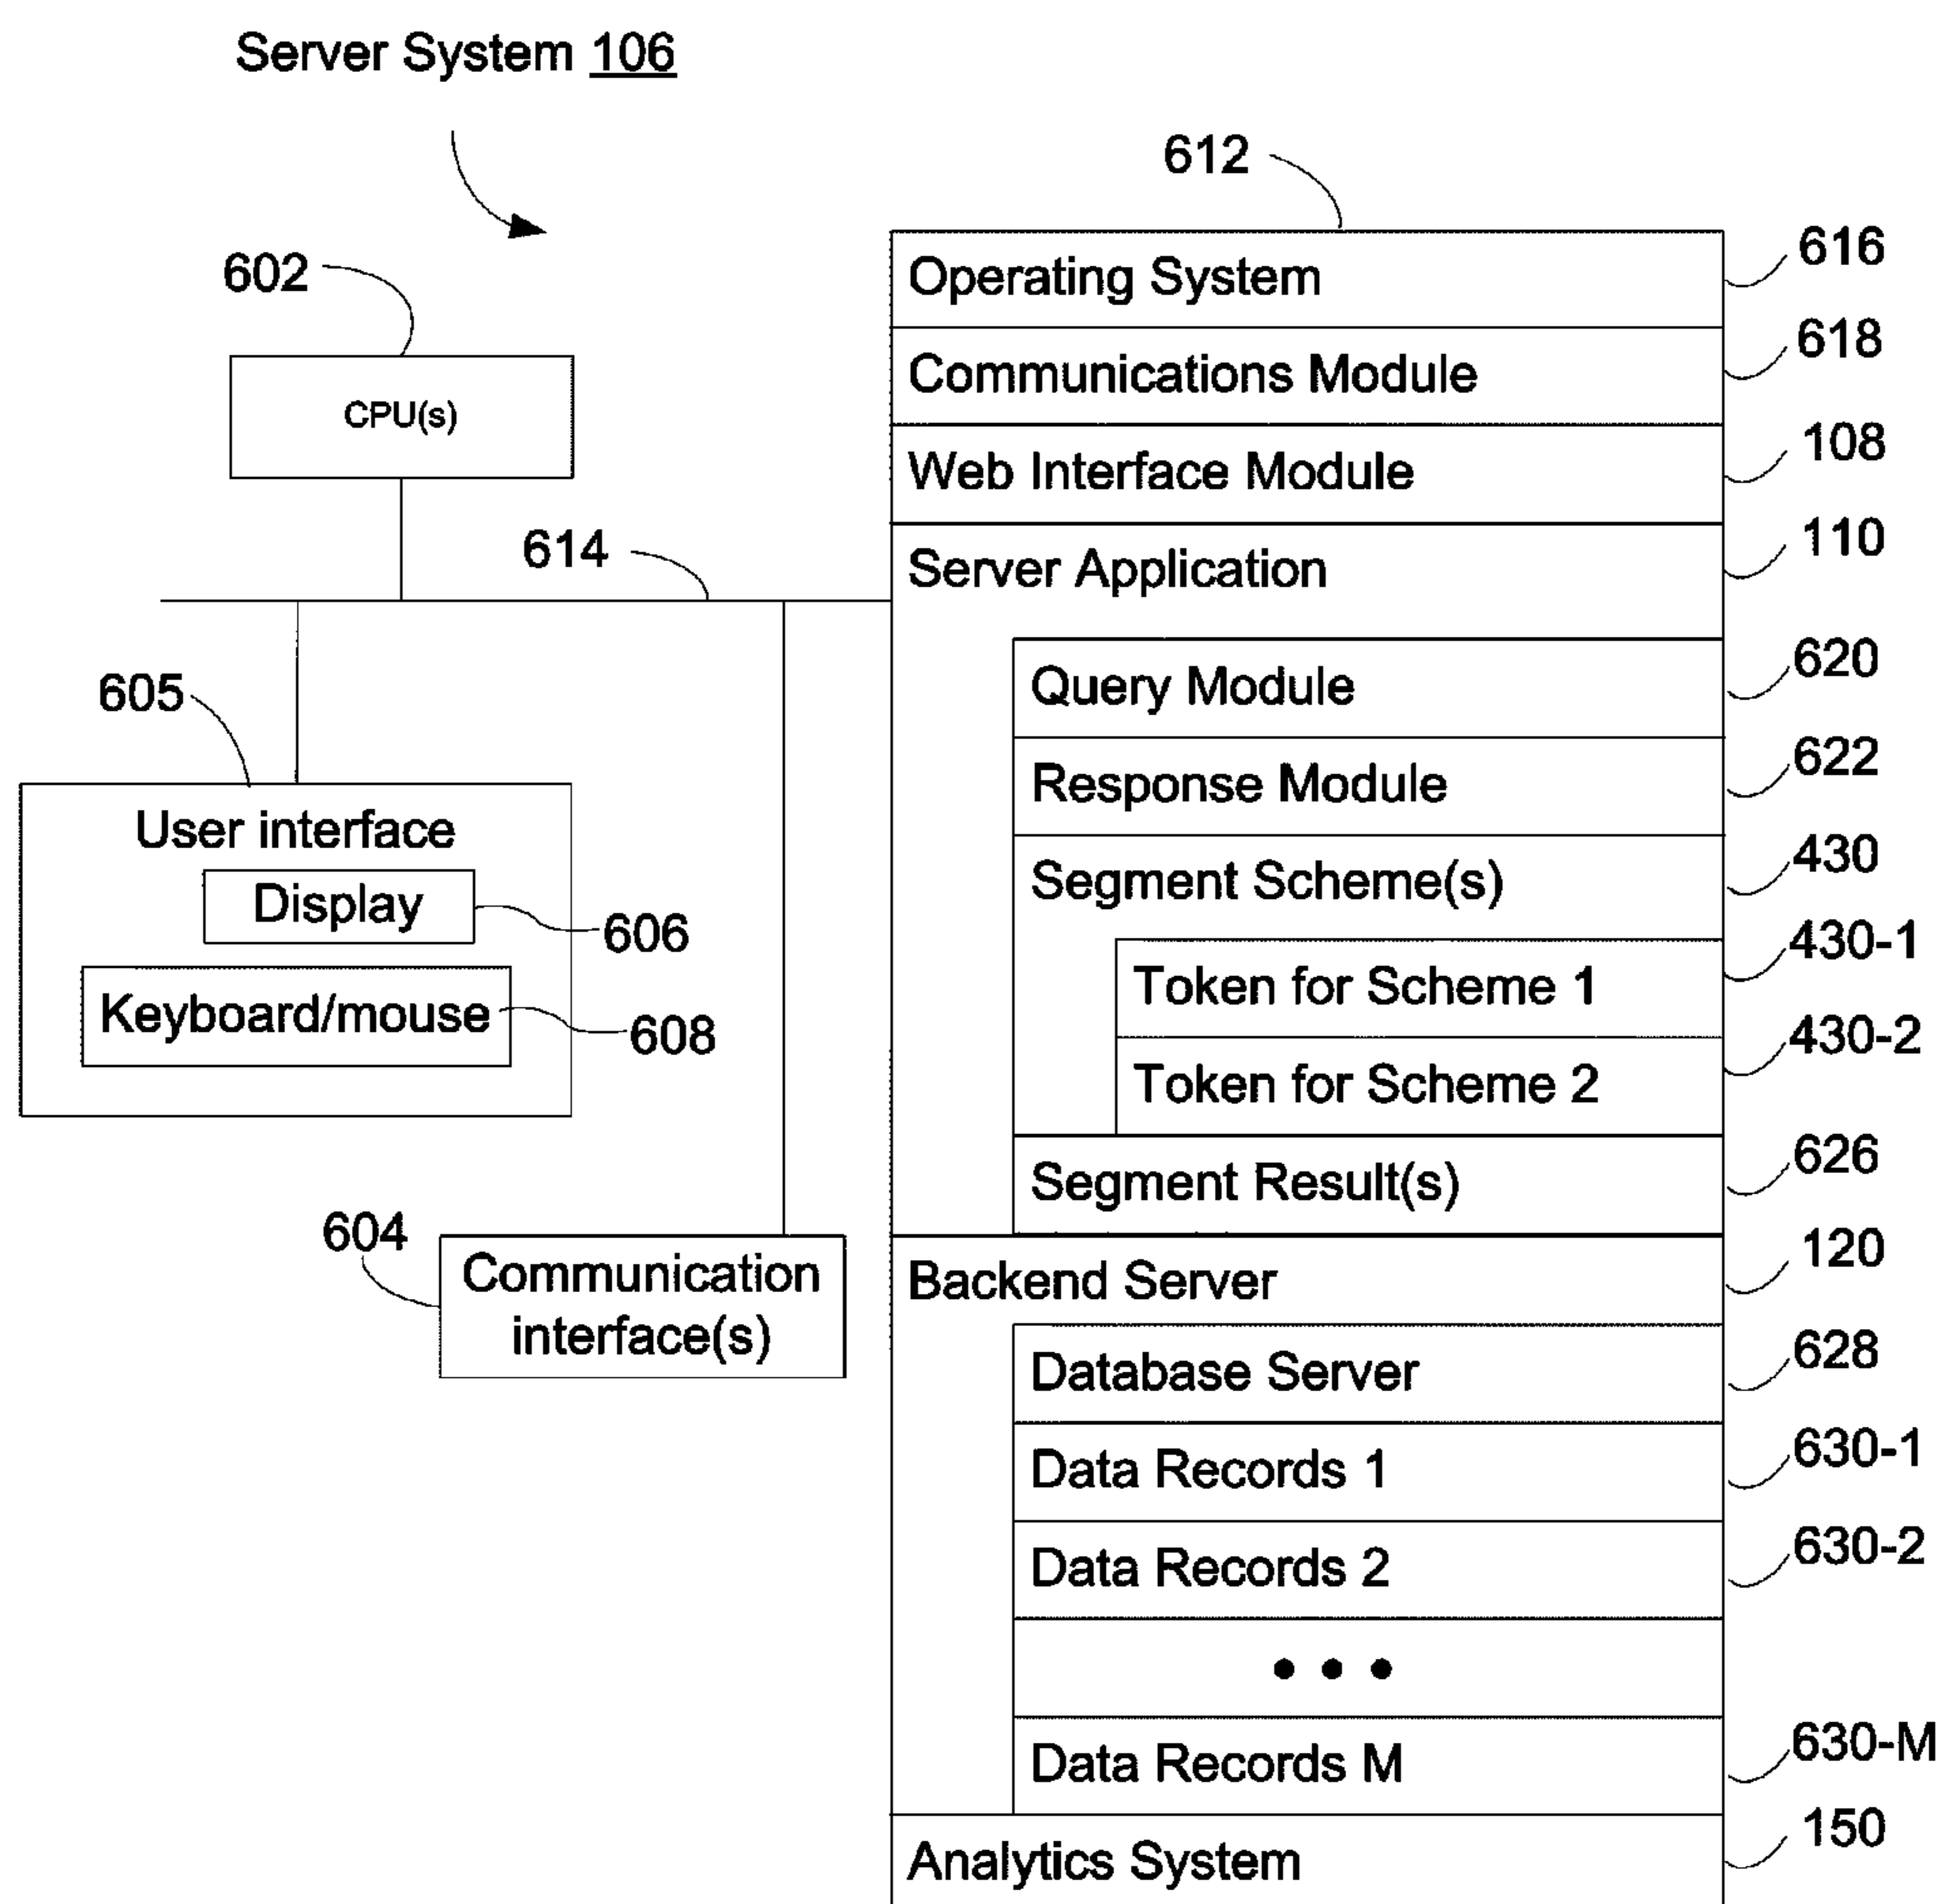 Server System 106
612
Operating System 616
602
Communications Module 618
CPU(s)
Web Interface Module 108
614
Server Application 110
Query Module 620
605
Response Module 622
User interface
Segment Scheme(s) 430
Display
606
Token for Scheme 1 430-1
Keyboard/mouse
608
Token for Scheme 2 430-2
Segment Result(s) 626
604
Communication
interface(s)
Backend Server 120
Database Server 628
Data Records 1 630-1
Data Records 2 630-2
• • •
Data Records M 630-M
Analytics System 150